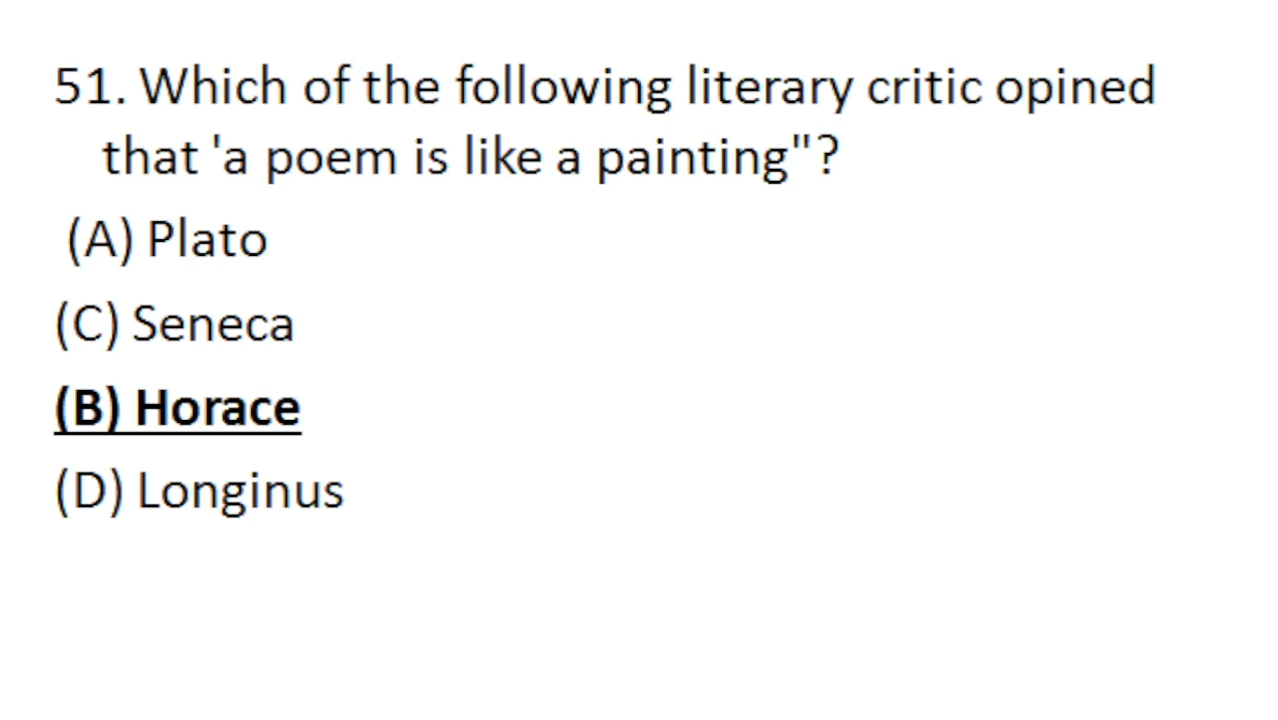 51. Which of the following literary critic opined
that 'a poem is like a painting"?
(A) Plato
(C) Seneca
(B) Horace
(D) Longinus